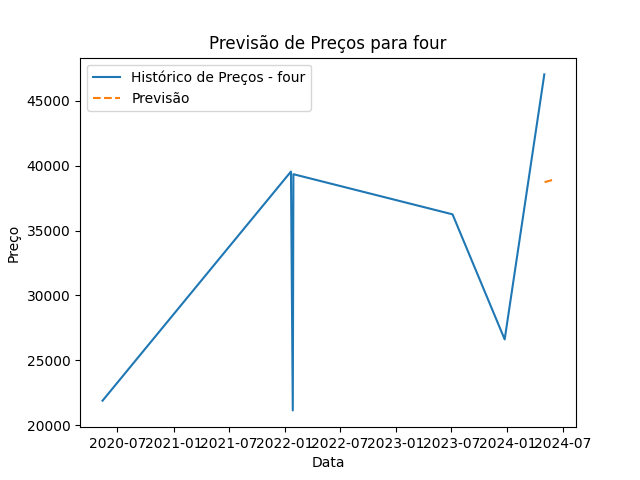 Previsão de Preços para four
Histórico de Preços - four
Previsão
45000
40000
35000
30000
25000
20000
Preço
2020-07 2021-01 2021-07 2022-01 2022-07 2023-01 2023-07 2024-01 2024-07
Data